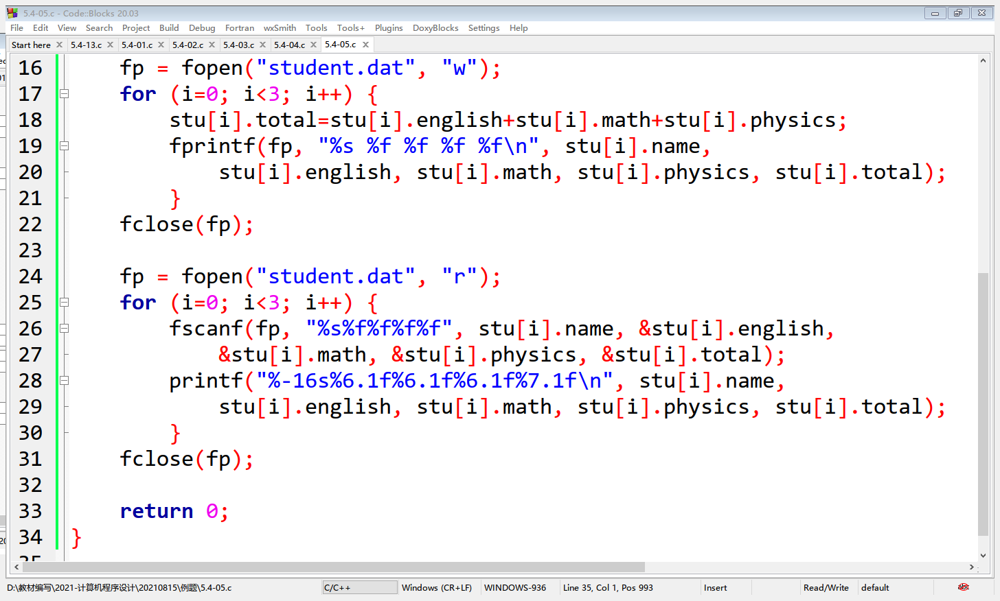 5.4-05.c - Code::Blocks 20.03
File Edit View Search Project Build Debug Fortran wxSmith Tools Tools+ Plugins DoxyBlocks Settings Help
Start here 5.4-13.c 5.4-01.c 5.4-02.c 5.4-03.c 5.4-04.c 5.4-05.c
16 fp = fopen("student.dat", "w");
17 for (i=0; i<3; i++) {
18 stu[i].total=stu[i].english+stu[i].math+stu[i].physics;
19 fprintf(fp, "%s %f %f %f %f\n", stu[i].name,
20 stu[i].english, stu[i].math, stu[i].physics, stu[i].total);
21 }
22 fclose(fp);
23
24 fp = fopen("student.dat", "r");
25 for (i=0; i<3; i++) {
26 fscanf(fp, "%s%f%f%f%f", stu[i].name, &stu[i].english,
27 &stu[i].math, &stu[i].physics, &stu[i].total);
28 printf("%-16s%6.1f%6.1f%6.1f%7.1f\n", stu[i].name,
29 stu[i].english, stu[i].math, stu[i].physics, stu[i].total);
30 }
31 fclose(fp);
32
33 return 0;
34 }
D:\教材编写\2021-计算机程序设计\20210815\例题\5.4-05.c C/C++ Windows (CR+LF) WINDOWS-936 Line 35, Col 1, Pos 993 Insert Read/Write default